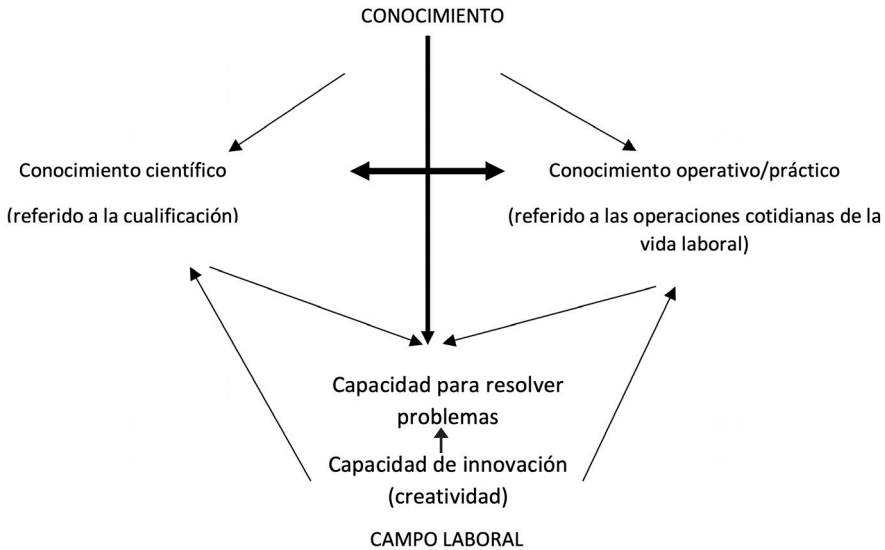 CONOCIMIENTO
Conocimiento científico
Conocimiento operativo/práctico
(referido a la cualificación)
(referido a las operaciones cotidianas de la
vida laboral)
Capacidad para resolver
problemas
Capacidad de innovación
(creatividad)
CAMPO LABORAL